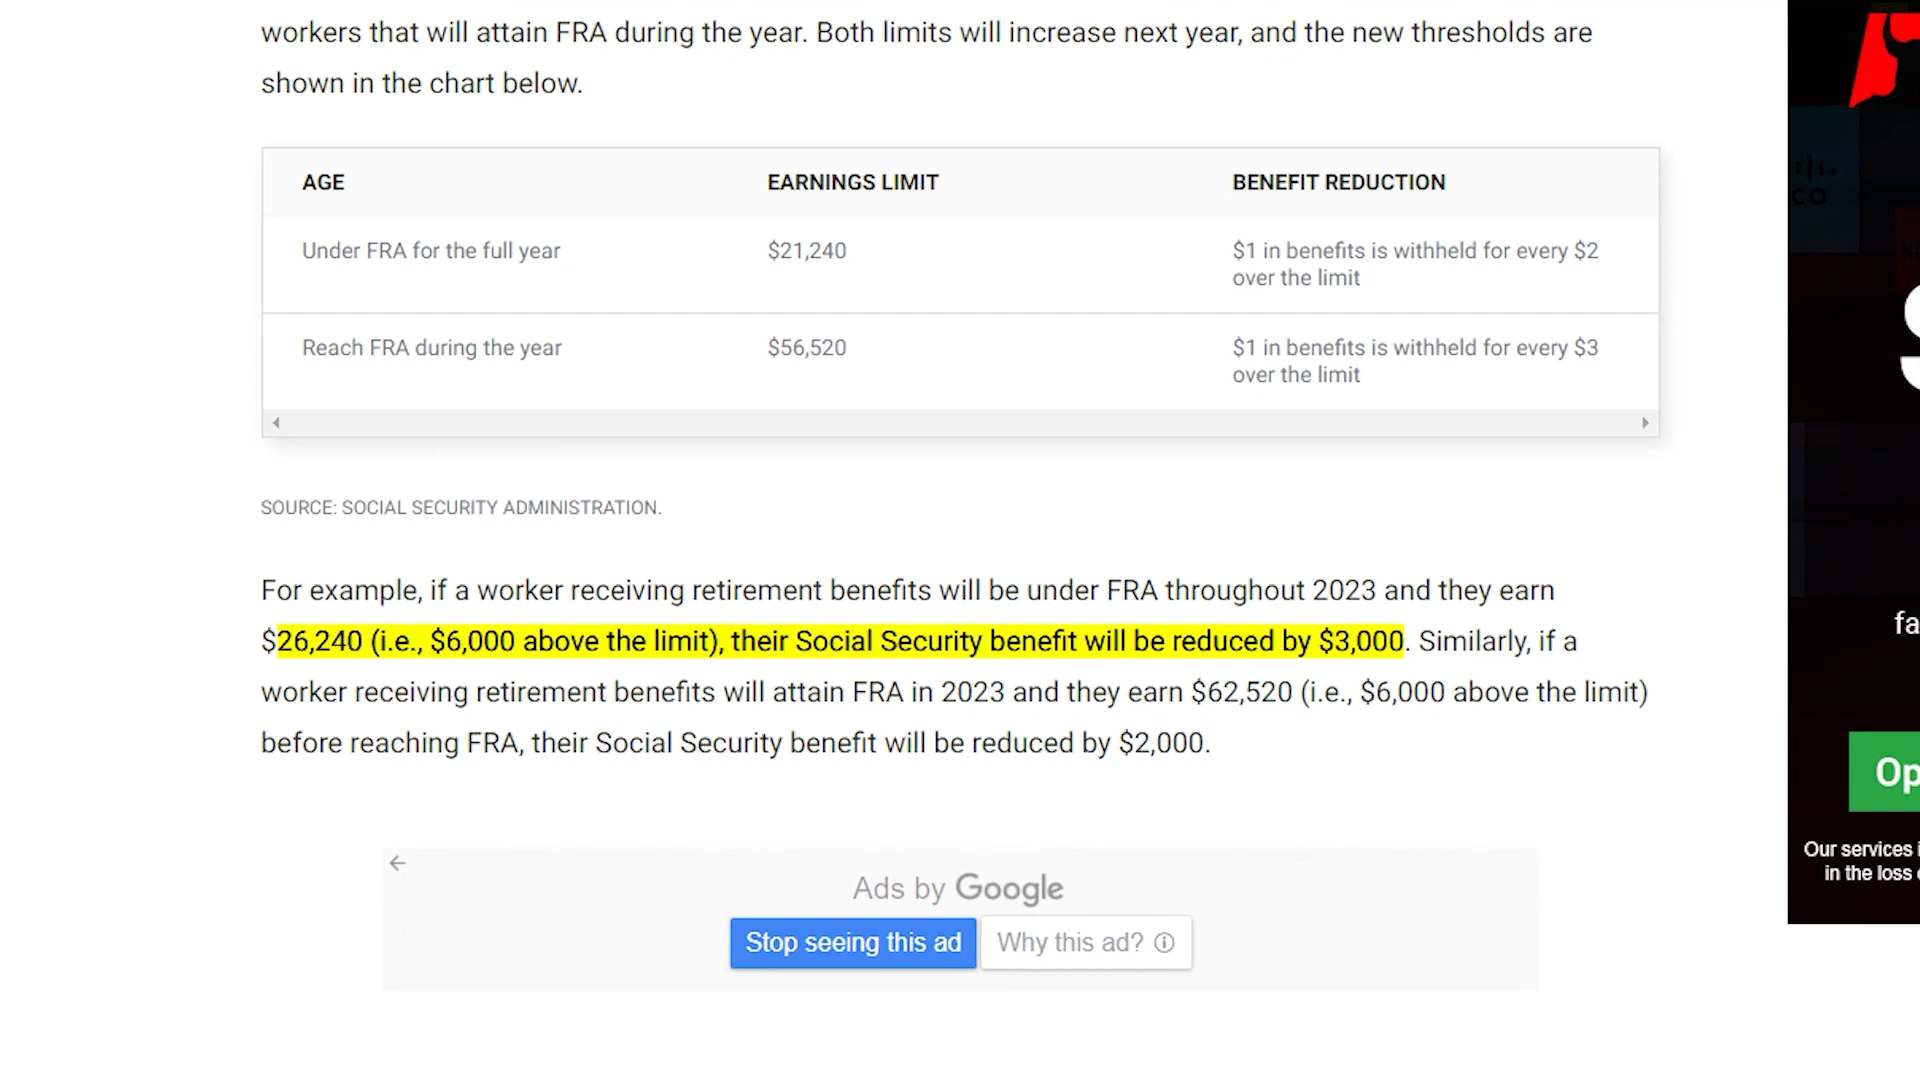 workers that will attain FRA during the year. Both limits will increase next year, and the new thresholds are
shown in the chart below.
AGE EARNINGS LIMIT BENEFIT REDUCTION
Under FRA for the full year $21,240 $1 in benefits is withheld for every $2
over the limit
Reach FRA during the year $56,520 $1 in benefits is withheld for every $3
over the limit
SOURCE: SOCIAL SECURITY ADMINISTRATION.
For example, if a worker receiving retirement benefits will be under FRA throughout 2023 and they earn
$26,240 (i.e., $6,000 above the limit), their Social Security benefit will be reduced by $3,000. Similarly, if a
worker receiving retirement benefits will attain FRA in 2023 and they earn $62,520 (i.e., $6,000 above the limit)
before reaching FRA, their Social Security benefit will be reduced by $2,000.
Ads by Google
Stop seeing this ad Why this ad?
fa
Op
Our services i
in the loss